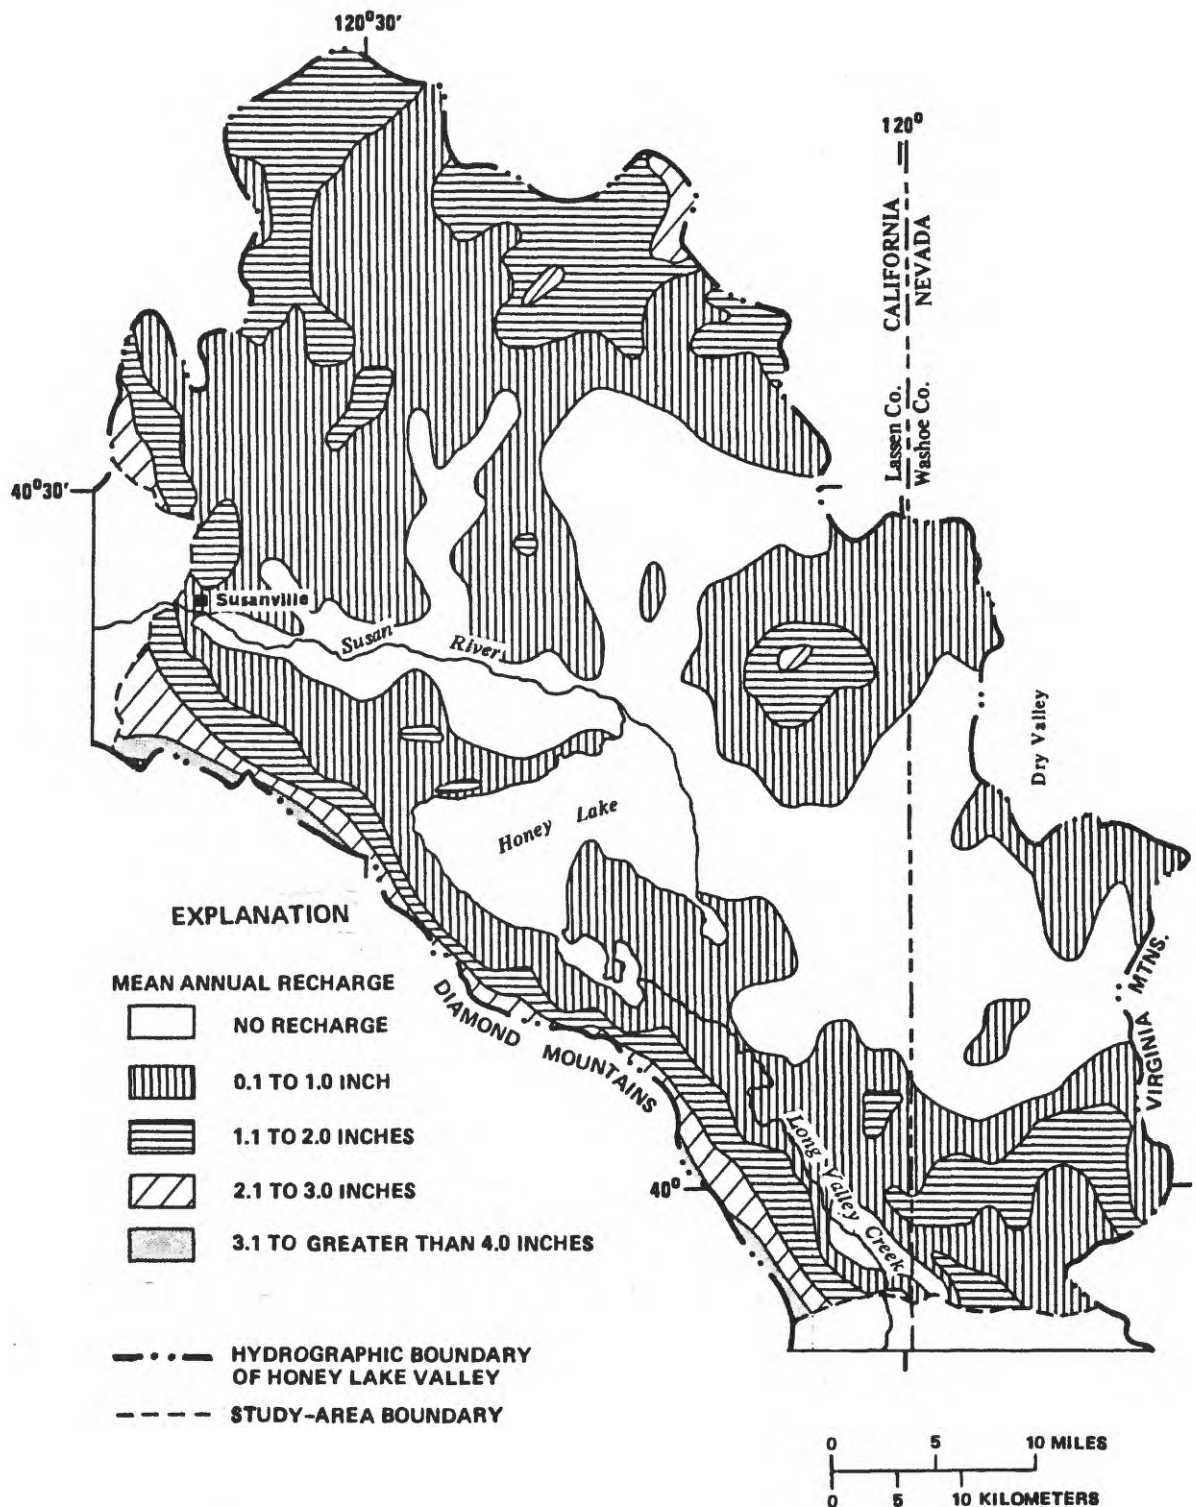 120°30'
120°
CALIFORNIA
NEVADA
Lassen Co.
Washoe Co.
40°30'
Susanville
Susan River
Dry Valley
Honey Lake
EXPLANATION
MEAN ANNUAL RECHARGE
NO RECHARGE
0.1 TO 1.0 INCH
1.1 TO 2.0 INCHES
2.1 TO 3.0 INCHES
3.1 TO GREATER THAN 4.0 INCHES
DIAMOND MOUNTAINS
VIRGINIA MTNS.
Long Valley Creek
40°
HYDROGRAPHIC BOUNDARY
OF HONEY LAKE VALLEY
STUDY-AREA BOUNDARY
0 5 10 MILES
0 5 10 KILOMETERS